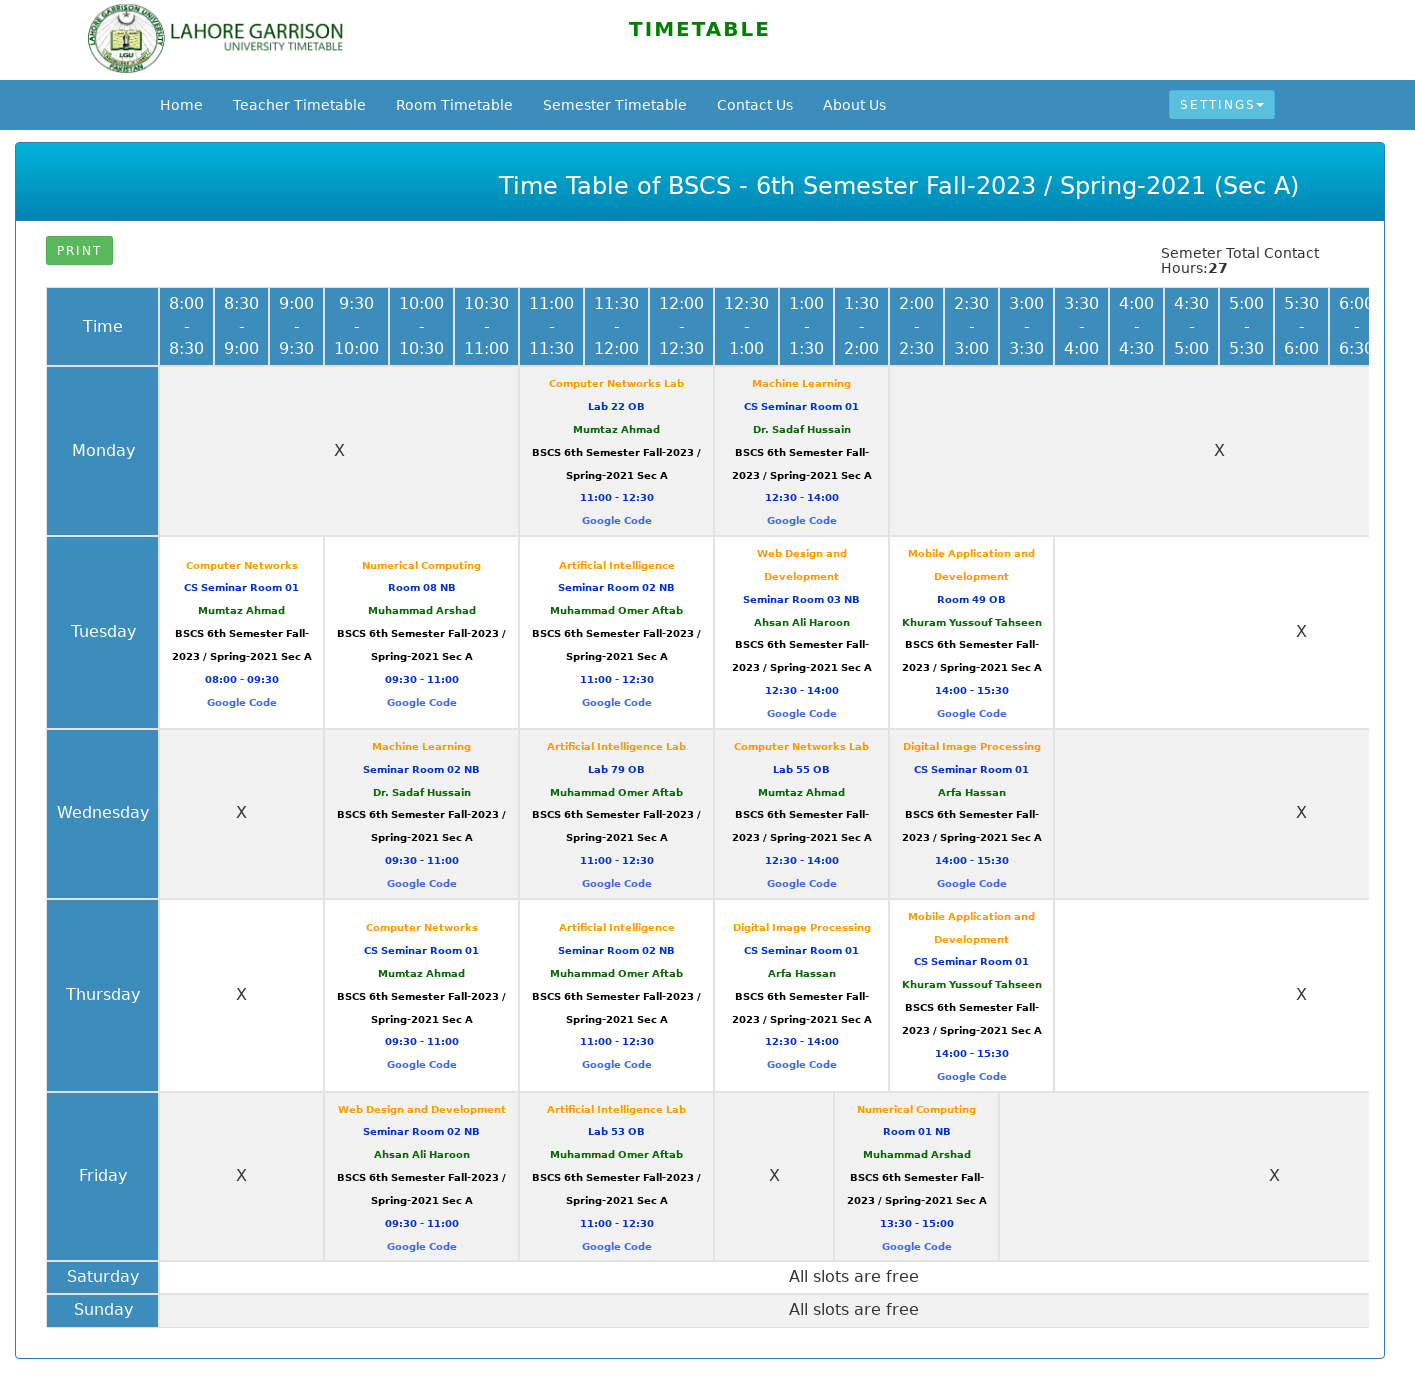 LAHORE GARRISON
UNIVERSITY TIMETABLE
LAHORE GARRISON UNIVERSITY
LGU
PAKISTAN
TIMETABLE
Home Teacher Timetable Room Timetable Semester Timetable Contact Us About Us SETTINGS
Time Table of BSCS - 6th Semester Fall-2023 / Spring-2021 (Sec A)
PRINT
Semeter Total Contact
Hours:27
Time
8:00 - 8:30
8:30 - 9:00
9:00 - 9:30
9:30 - 10:00
10:00 - 10:30
10:30 - 11:00
11:00 - 11:30
11:30 - 12:00
12:00 - 12:30
12:30 - 1:00
1:00 - 1:30
1:30 - 2:00
2:00 - 2:30
2:30 - 3:00
3:00 - 3:30
3:30 - 4:00
4:00 - 4:30
4:30 - 5:00
5:00 - 5:30
5:30 - 6:00
6:00 - 6:30
Monday
X
Computer Networks Lab
Lab 22 OB
Mumtaz Ahmad
BSCS 6th Semester Fall-2023 /
Spring-2021 Sec A
11:00 - 12:30
Google Code
Machine Learning
CS Seminar Room 01
Dr. Sadaf Hussain
BSCS 6th Semester Fall-
2023 / Spring-2021 Sec A
12:30 - 14:00
Google Code
X
Tuesday
Computer Networks
CS Seminar Room 01
Mumtaz Ahmad
BSCS 6th Semester Fall-
2023 / Spring-2021 Sec A
08:00 - 09:30
Google Code
Numerical Computing
Room 08 NB
Muhammad Arshad
BSCS 6th Semester Fall-2023 /
Spring-2021 Sec A
09:30 - 11:00
Google Code
Artificial Intelligence
Seminar Room 02 NB
Muhammad Omer Aftab
BSCS 6th Semester Fall-2023 /
Spring-2021 Sec A
11:00 - 12:30
Google Code
Web Design and
Development
Seminar Room 03 NB
Ahsan Ali Haroon
BSCS 6th Semester Fall-
2023 / Spring-2021 Sec A
12:30 - 14:00
Google Code
Mobile Application and
Development
Room 49 OB
Khuram Yussouf Tahseen
BSCS 6th Semester Fall-
2023 / Spring-2021 Sec A
14:00 - 15:30
Google Code
X
Wednesday
X
Machine Learning
Seminar Room 02 NB
Dr. Sadaf Hussain
BSCS 6th Semester Fall-2023 /
Spring-2021 Sec A
09:30 - 11:00
Google Code
Artificial Intelligence Lab
Lab 79 OB
Muhammad Omer Aftab
BSCS 6th Semester Fall-2023 /
Spring-2021 Sec A
11:00 - 12:30
Google Code
Computer Networks Lab
Lab 55 OB
Mumtaz Ahmad
BSCS 6th Semester Fall-
2023 / Spring-2021 Sec A
12:30 - 14:00
Google Code
Digital Image Processing
CS Seminar Room 01
Arfa Hassan
BSCS 6th Semester Fall-
2023 / Spring-2021 Sec A
14:00 - 15:30
Google Code
X
Thursday
X
Computer Networks
CS Seminar Room 01
Mumtaz Ahmad
BSCS 6th Semester Fall-2023 /
Spring-2021 Sec A
09:30 - 11:00
Google Code
Artificial Intelligence
Seminar Room 02 NB
Muhammad Omer Aftab
BSCS 6th Semester Fall-2023 /
Spring-2021 Sec A
11:00 - 12:30
Google Code
Digital Image Processing
CS Seminar Room 01
Arfa Hassan
BSCS 6th Semester Fall-
2023 / Spring-2021 Sec A
12:30 - 14:00
Google Code
Mobile Application and
Development
CS Seminar Room 01
Khuram Yussouf Tahseen
BSCS 6th Semester Fall-
2023 / Spring-2021 Sec A
14:00 - 15:30
Google Code
X
Friday
X
Web Design and Development
Seminar Room 02 NB
Ahsan Ali Haroon
BSCS 6th Semester Fall-2023 /
Spring-2021 Sec A
09:30 - 11:00
Google Code
Artificial Intelligence Lab
Lab 53 OB
Muhammad Omer Aftab
BSCS 6th Semester Fall-2023 /
Spring-2021 Sec A
11:00 - 12:30
Google Code
X
Numerical Computing
Room 01 NB
Muhammad Arshad
BSCS 6th Semester Fall-
2023 / Spring-2021 Sec A
13:30 - 15:00
Google Code
X
Saturday
All slots are free
Sunday
All slots are free